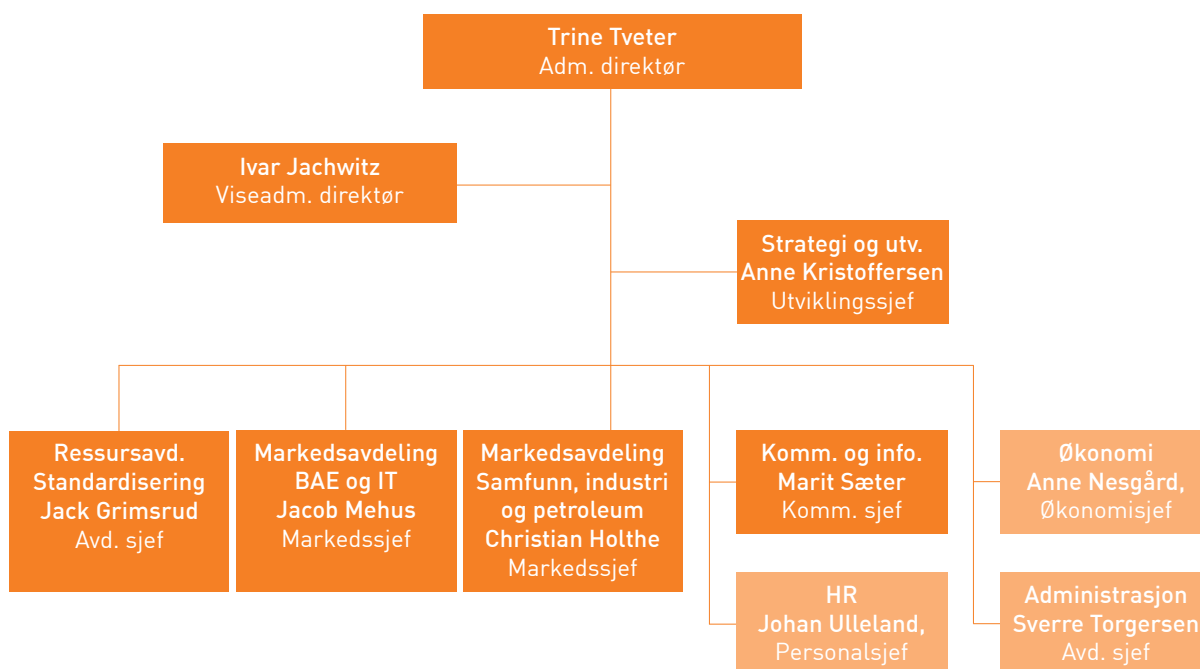 Trine Tveter
Adm. direktør
Ivar Jachwitz
Viseadm. direktør
Strategi og utv.
Anne Kristoffersen
Utviklingssjef
Ressursavd.
Standardisering
Jack Grimsrud
Avd. sjef
Markedsavdeling
BAE og IT
Jacob Mehus
Markedssjef
Markedsavdeling
Samfunn, industri
og petroleum
Christian Holthe
Markedssjef
Komm. og info.
Marit Sæter
Komm. sjef
Økonomi
Anne Nesgård,
Økonomisjef
HR
Johan Ulleland,
Personalsjef
Administrasjon
Sverre Torgersen
Avd. sjef